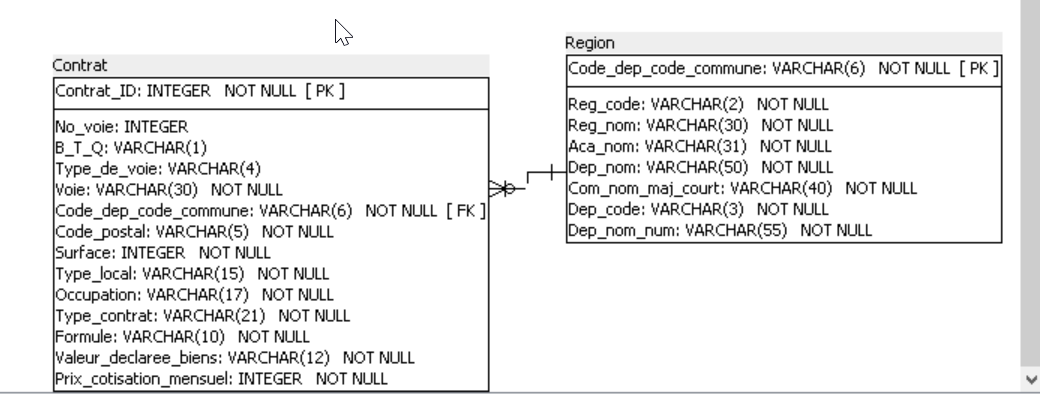 Contrat
Contrat_ID: INTEGER NOT NULL [ PK ]
No_voie: INTEGER
B_T_Q: VARCHAR(1)
Type_de_voie: VARCHAR(4)
Voie: VARCHAR(30) NOT NULL
Code_dep_code_commune: VARCHAR(6) NOT NULL [ FK ]
Code_postal: VARCHAR(5) NOT NULL
Surface: INTEGER NOT NULL
Type_local: VARCHAR(15) NOT NULL
Occupation: VARCHAR(17) NOT NULL
Type_contrat: VARCHAR(21) NOT NULL
Formule: VARCHAR(10) NOT NULL
Valeur_declaree_biens: VARCHAR(12) NOT NULL
Prix_cotisation_mensuel: INTEGER NOT NULL
Region
Code_dep_code_commune: VARCHAR(6) NOT NULL [ PK ]
Reg_code: VARCHAR(2) NOT NULL
Reg_nom: VARCHAR(30) NOT NULL
Aca_nom: VARCHAR(31) NOT NULL
Dep_nom: VARCHAR(50) NOT NULL
Com_nom_maj_court: VARCHAR(40) NOT NULL
Dep_code: VARCHAR(3) NOT NULL
Dep_nom_num: VARCHAR(55) NOT NULL